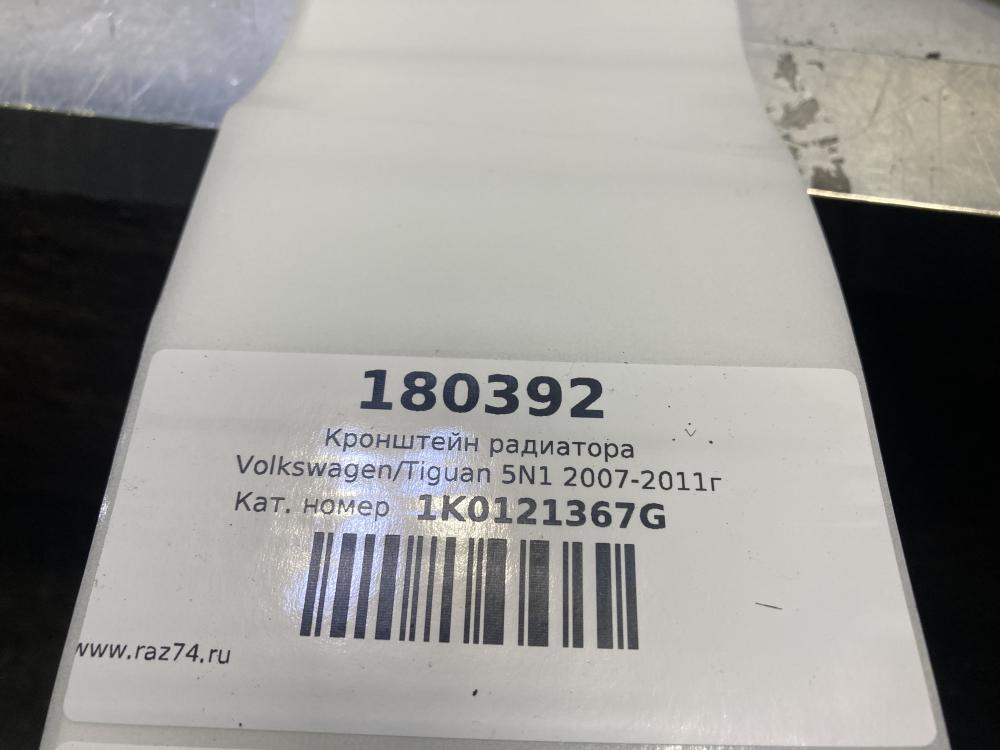 180392
Кронштейн радиатора
Volkswagen/Tiguan 5N1 2007-2011г
Кат. номер 1K0121367G
www.raz74.ru